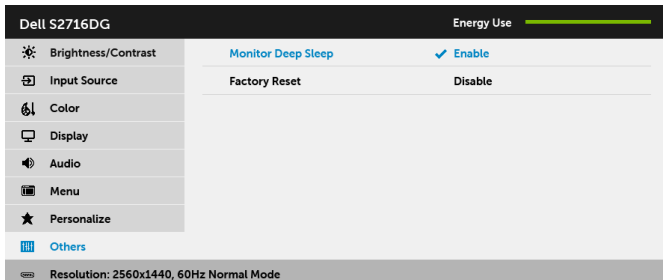 Dell S2716DG Energy Use
Brightness/Contrast Monitor Deep Sleep Enable
Input Source Factory Reset Disable
Color
Display
Audio
Menu
Personalize
Others
Resolution: 2560x1440, 60Hz Normal Mode